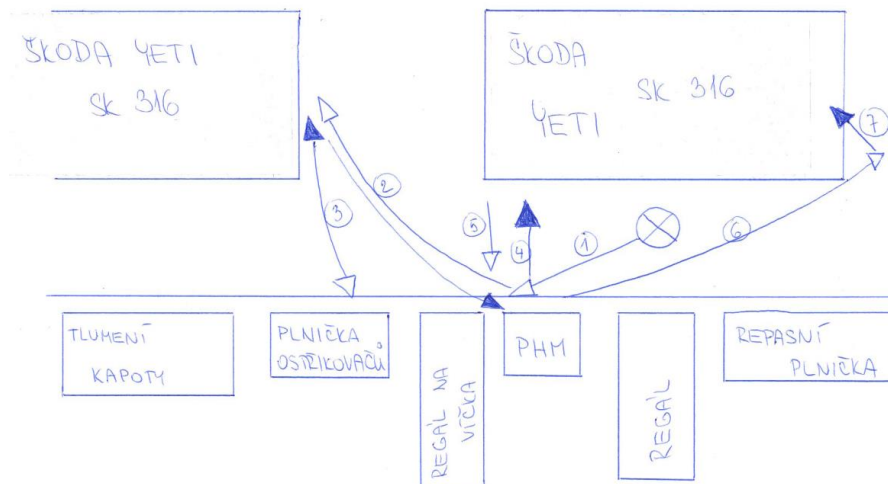 ŠKODA YETI
SK 316
ŠKODA
SK 316
YETI
7
2
3
5
4
1
6
TLUMENÍ
KAPOTY
PLNIČKA
OSTŘIKOVAČŮ
REGÁL NA
VÍČKA
PHM
REGÁL
REPASNÍ
PLNIČKA